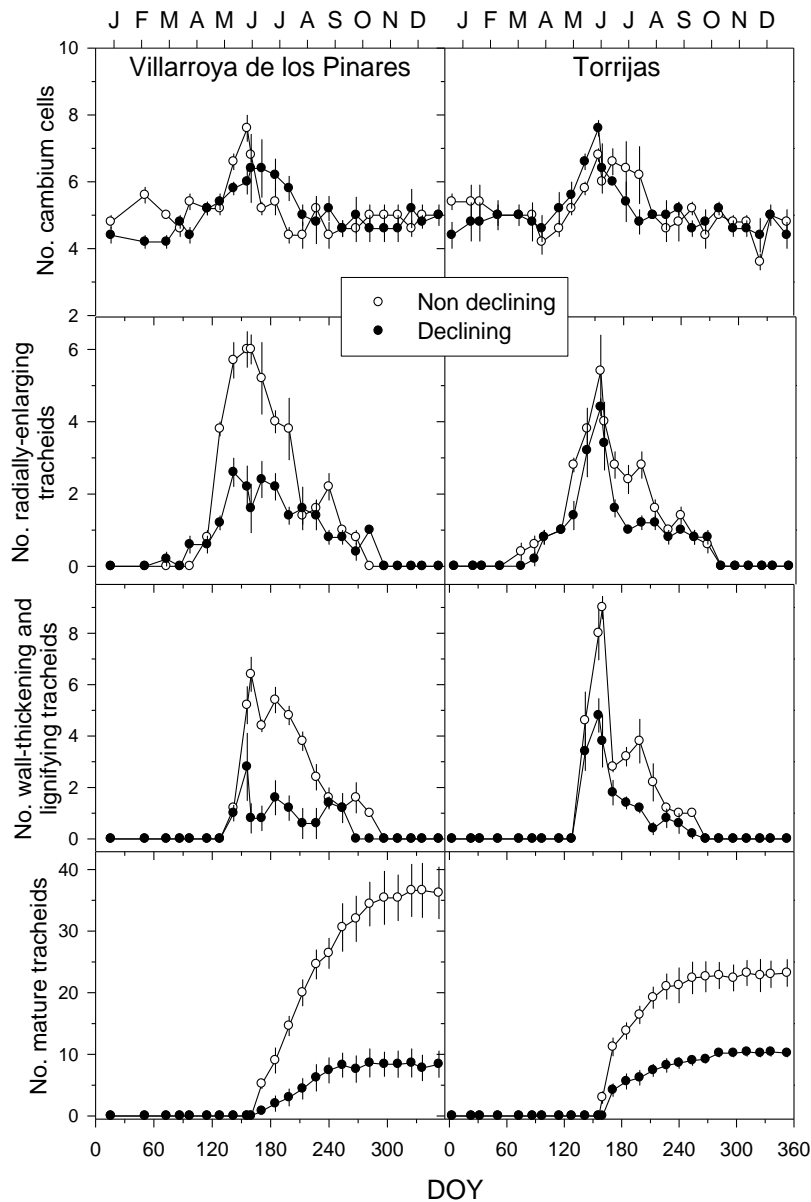 J F M A M J J A S O N D J F M A M J J A S O N D
Villarroya de los Pinares Torrijas
10
8
6
4
2
No. cambium cells
Non declining
Declining
6
4
2
0
No. radially-enlarging
tracheids
8
6
4
2
0
No. wall-thickening and
lignifying tracheids
40
30
20
10
0
No. mature tracheids
0 60 120 180 240 300 0 60 120 180 240 300 360
DOY